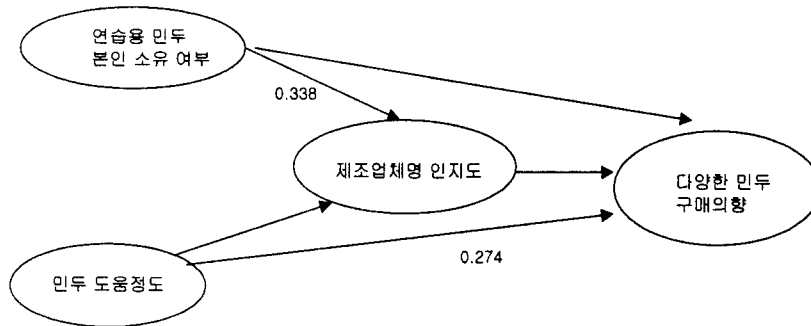 연습용 민두
본인 소유 여부
0.338
제조업체명 인지도
다양한 민두
구매의향
0.274
민두 도움정도